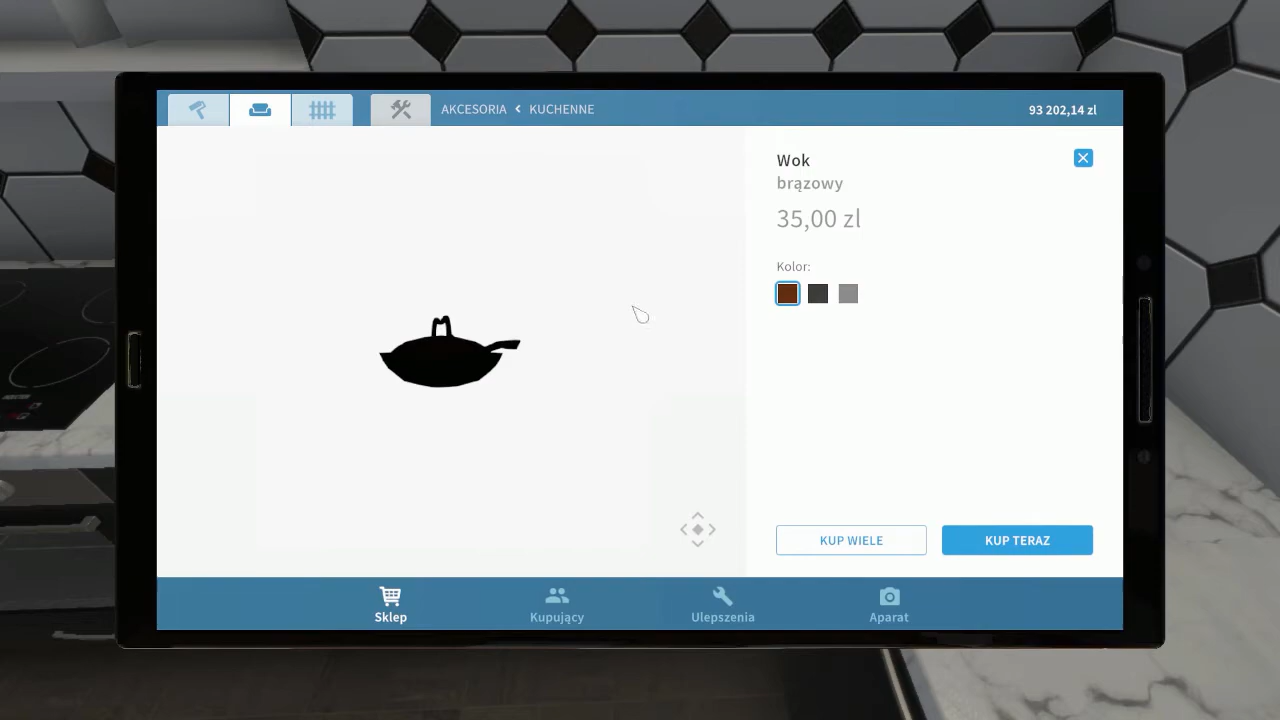 AKCESORIA < KUCHENNE
93 202,14 zl
Wok
brązowy
35,00 zl
Kolor:
KUP WIELE
KUP TERAZ
Sklep
Kupujący
Ulepszenia
Aparat